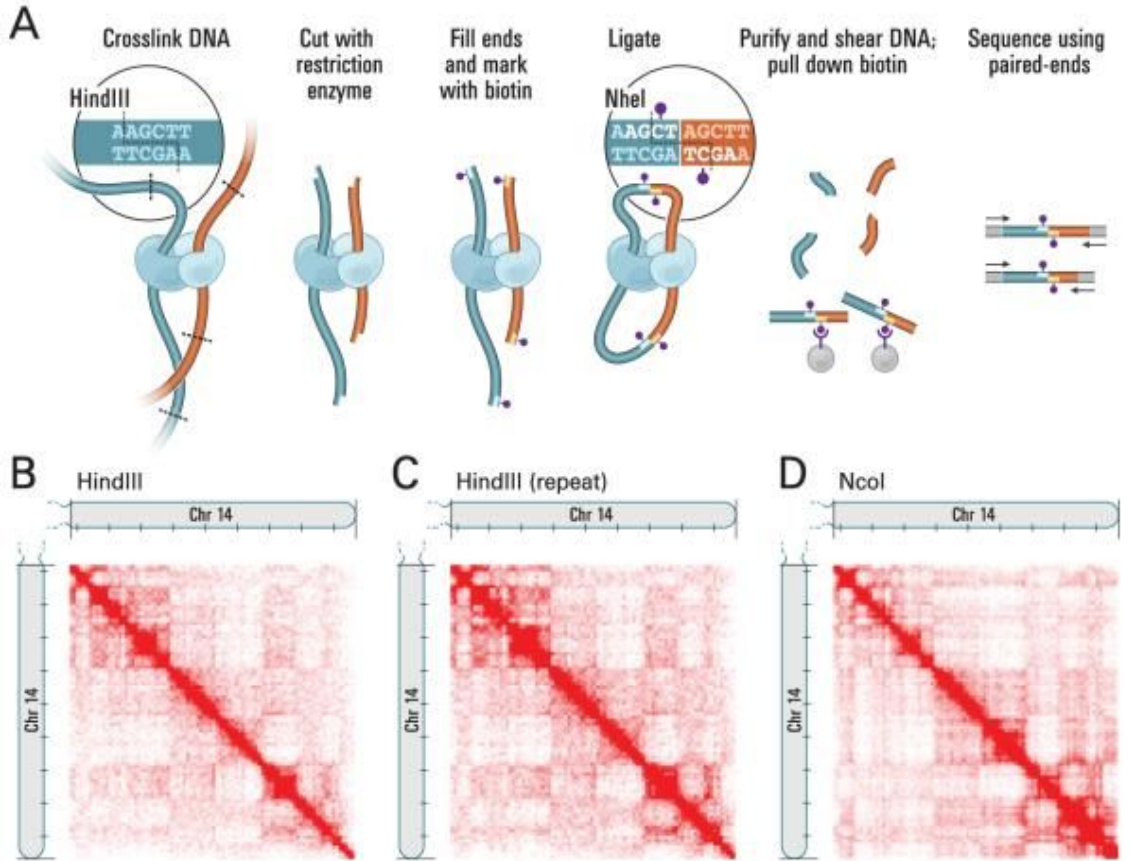 A
Crosslink DNA
Cut with
restriction
enzyme
Fill ends
and mark
with biotin
Ligate
Purify and shear DNA;
pull down biotin
Sequence using
paired-ends
HindIII
AAGCTT
TTCGAA
NheI
AAGCT AGCTT
TTCGA TCGAA
B
HindIII
Chr 14
Chr 14
C
HindIII (repeat)
Chr 14
Chr 14
D
NcoI
Chr 14
Chr 14